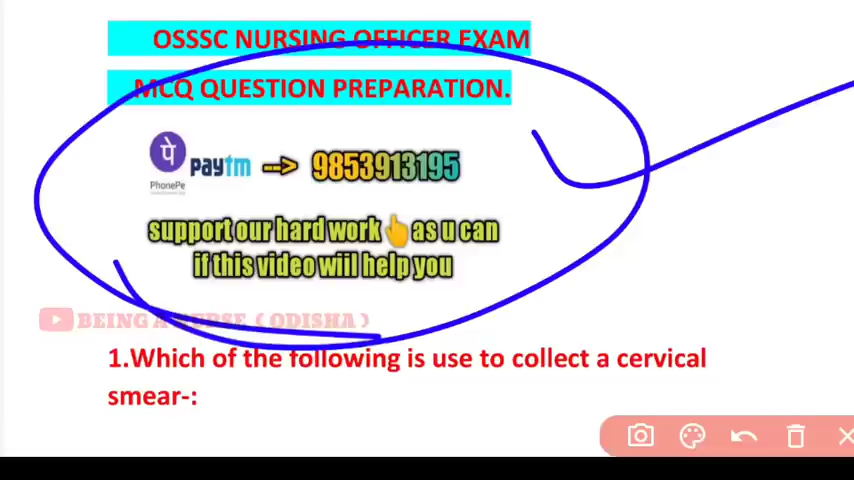 OSSSC NURSING OFFICER EXAM
MCQ QUESTION PREPARATION.
पे paytm --> 9853913195
PhonePe
support our hard work 👆 as u can
if this video wiil help you
BEING A NURSE ( ODISHA )
1.Which of the following is use to collect a cervical
smear-: